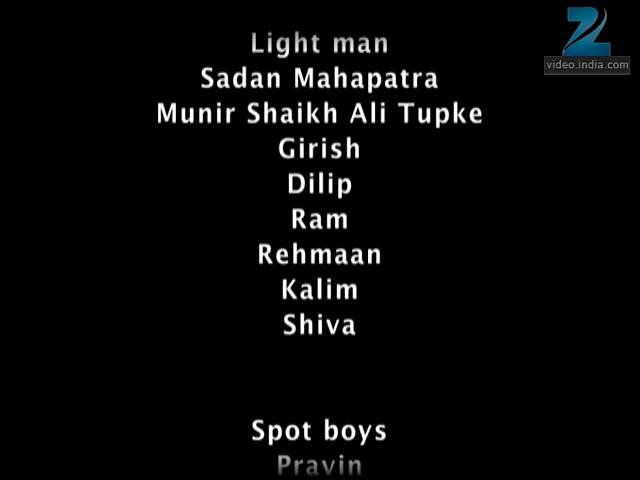 Light man
Sadan Mahapatra
Munir Shaikh Ali Tupke
Girish
Dilip
Ram
Rehmaan
Kalim
Shiva
Spot boys
Pravin
video.india.com